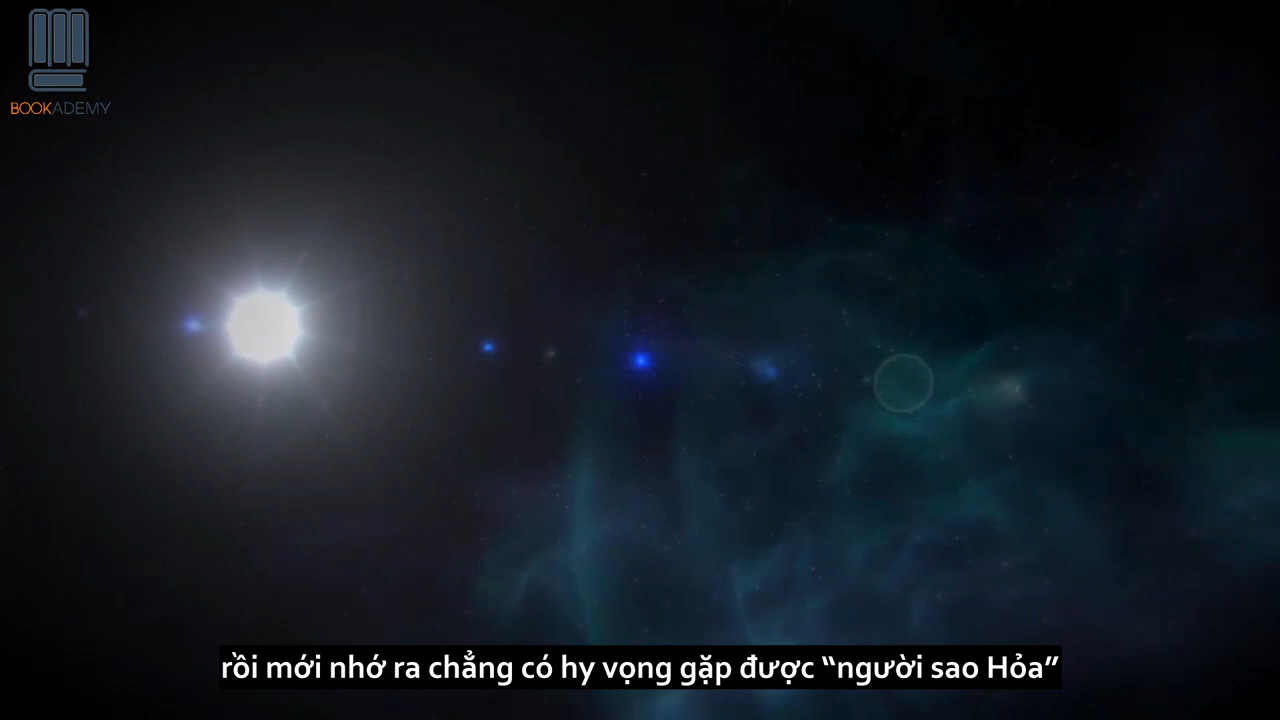 BOOKADEMY
rồi mới nhớ ra chẳng có hy vọng gặp được “người sao Hỏa”